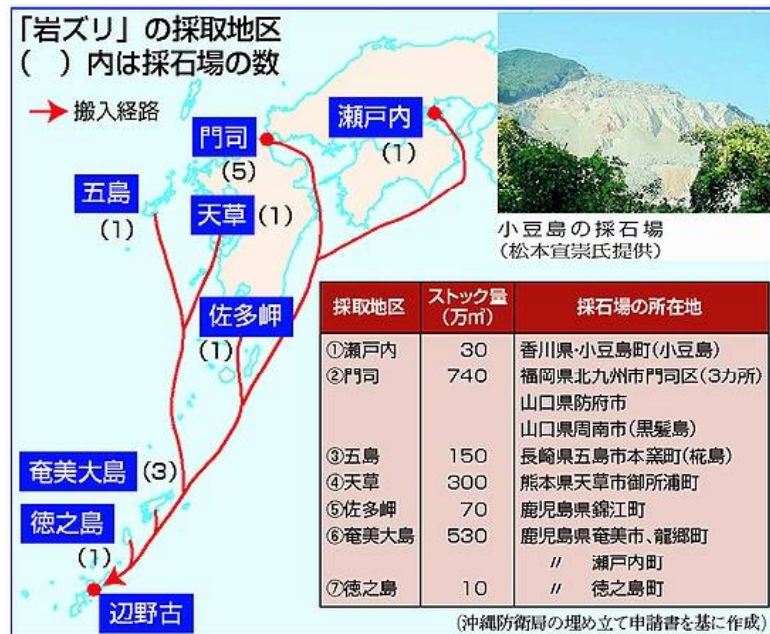 「岩ズリ」の採取地区
(　)内は採石場の数
搬入経路
瀬戸内
(1)
門司
(5)
五島
(1)
天草 (1)
佐多岬
(1)
奄美大島 (3)
徳之島
(1)
辺野古
小豆島の採石場
(松本宣崇氏提供)
採取地区 ストック量(万㎥) 採石場の所在地
①瀬戸内 30 香川県・小豆島町(小豆島)
②門司 740 福岡県北九州市門司区(3カ所)
山口県防府市
山口県周南市(黒髪島)
③五島 150 長崎県五島市本窯町(椛島)
④天草 300 熊本県天草市御所浦町
⑤佐多岬 70 鹿児島県錦江町
⑥奄美大島 530 鹿児島県奄美市、龍郷町
〃 瀬戸内町
⑦徳之島 10 〃 徳之島町
(沖縄防衛局の埋め立て申請書を基に作成)